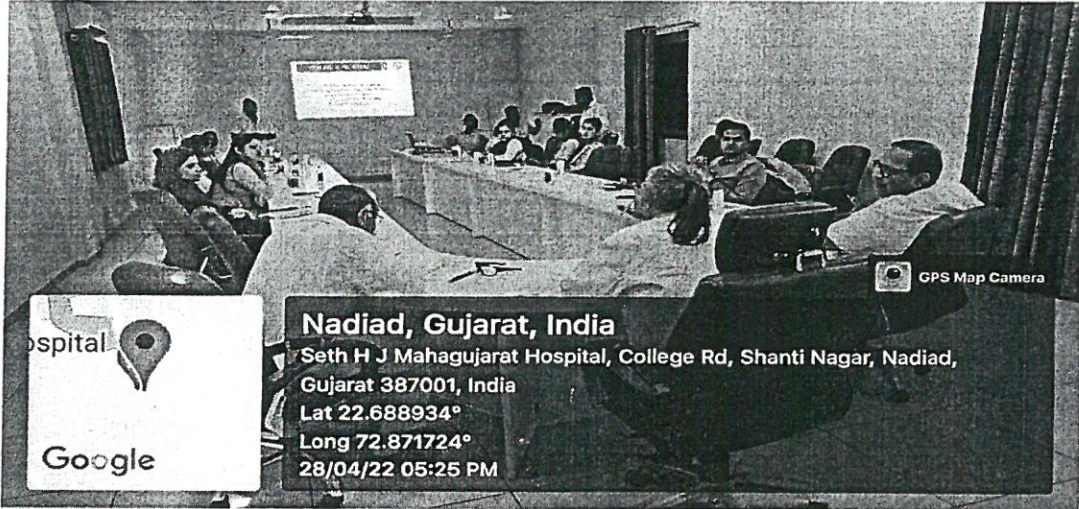 GPS Map Camera
ospital
Google
Nadiad, Gujarat, India
Seth H J Mahagujarat Hospital, College Rd, Shanti Nagar, Nadiad,
Gujarat 387001, India
Lat 22.688934°
Long 72.871724°
28/04/22 05:25 PM